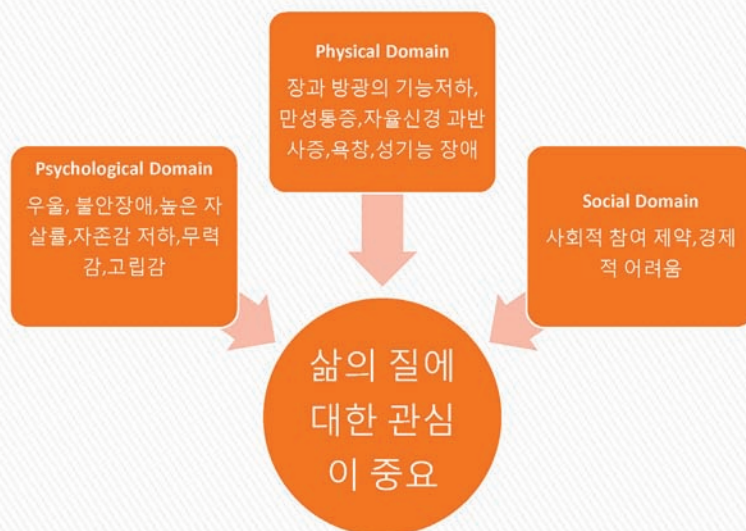 Physical Domain
장과 방광의 기능저하,
만성통증,자율신경 과반
사증,욕창,성기능 장애
Psychological Domain
우울, 불안장애,높은 자
살률,자존감 저하,무력
감,고립감
Social Domain
사회적 참여 제약,경제
적 어려움
삶의 질에
대한 관심
이 중요